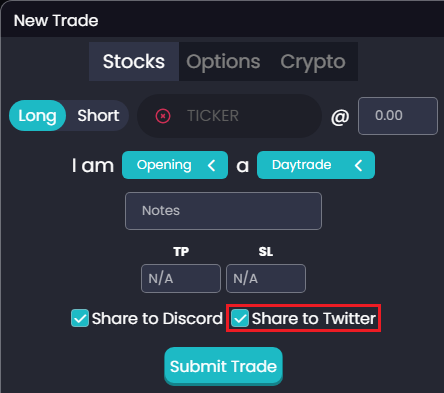 New Trade
Stocks Options Crypto
Long Short TICKER @ 0.00
I am Opening a Daytrade
Notes
TP SL
N/A N/A
Share to Discord Share to Twitter
Submit Trade